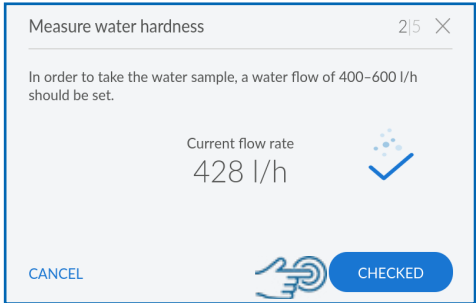 Measure water hardness 2|5
In order to take the water sample, a water flow of 400–600 l/h
should be set.
Current flow rate
428 l/h
CANCEL CHECKED